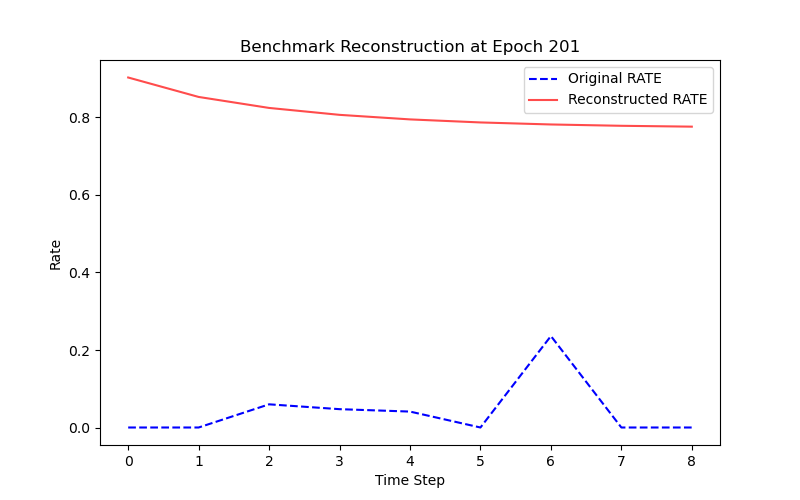 Benchmark Reconstruction at Epoch 201
Original RATE
Reconstructed RATE
0.8
0.6
0.4
0.2
0.0
Rate
0 1 2 3 4 5 6 7 8
Time Step